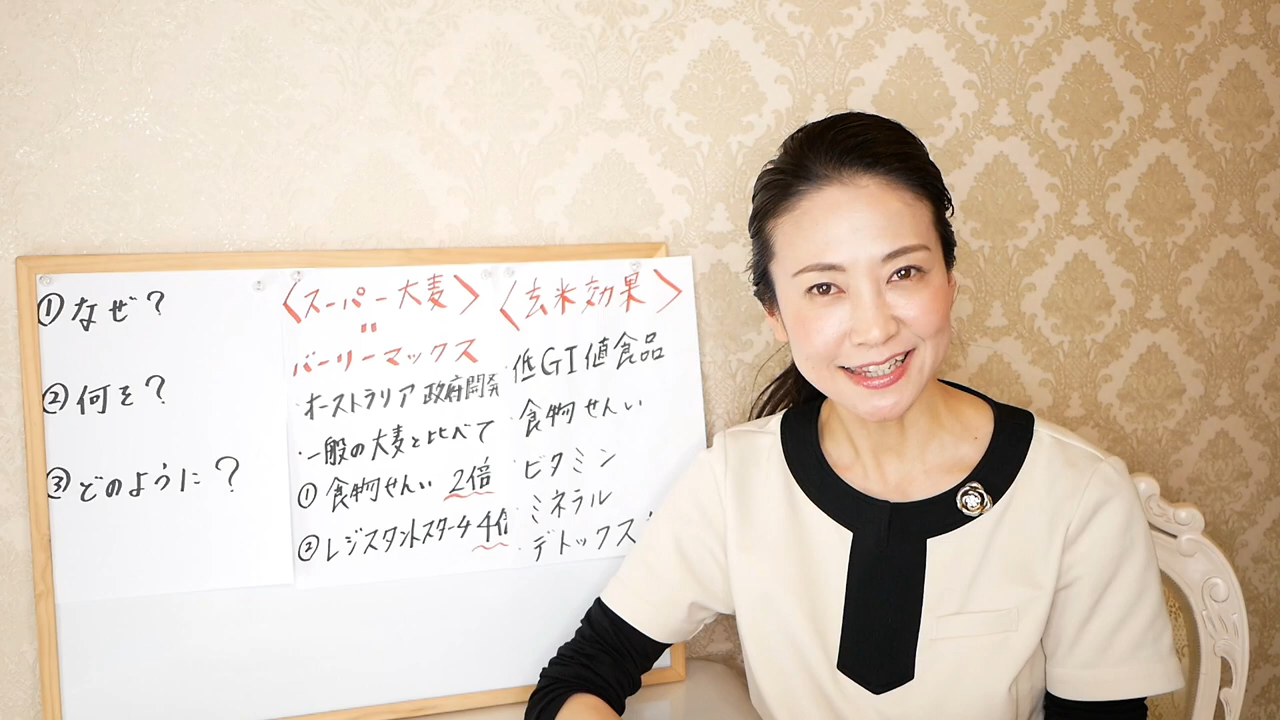 ①なぜ?
②何を?
③どのように?
〈スーパー大麦〉
=
バーリーマックス
・オーストラリア政府開発
・一般の大麦と比べて
①食物せんい 2倍
②レジスタントスターチ 4倍
〈玄米効果〉
・低GI値食品
・食物せんい
・ビタミン
・ミネラル
・デトックス